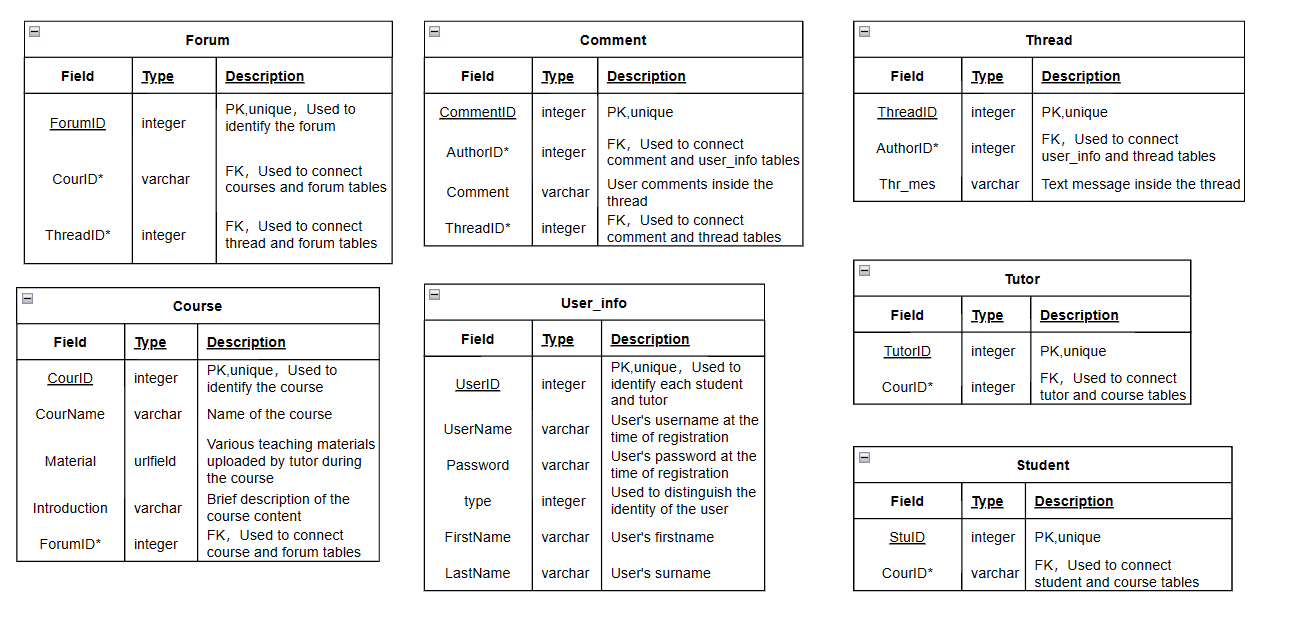 Forum
Field Type Description
ForumID integer PK,unique，Used to
identify the forum
CourID* varchar FK，Used to connect
courses and forum tables
ThreadID* integer FK，Used to connect
thread and forum tables
Comment
Field Type Description
CommentID integer PK,unique
AuthorID* integer FK，Used to connect
comment and user_info tables
Comment varchar User comments inside the
thread
ThreadID* integer FK，Used to connect
comment and thread tables
Thread
Field Type Description
ThreadID integer PK,unique
AuthorID* integer FK，Used to connect
user_info and thread tables
Thr_mes varchar Text message inside the thread
Course
Field Type Description
CourID integer PK,unique，Used to
identify the course
CourName varchar Name of the course
Material urlfield Various teaching materials
uploaded by tutor during
the course
Introduction varchar Brief description of the
course content
ForumID* integer FK，Used to connect
course and forum tables
User_info
Field Type Description
UserID integer PK,unique，Used to
identify each student
and tutor
UserName varchar User's username at the
time of registration
Password varchar User's password at the
time of registration
type integer Used to distinguish the
identity of the user
FirstName varchar User's firstname
LastName varchar User's surname
Tutor
Field Type Description
TutorID integer PK,unique
CourID* integer FK，Used to connect
tutor and course tables
Student
Field Type Description
StuID integer PK,unique
CourID* varchar FK，Used to connect
student and course tables